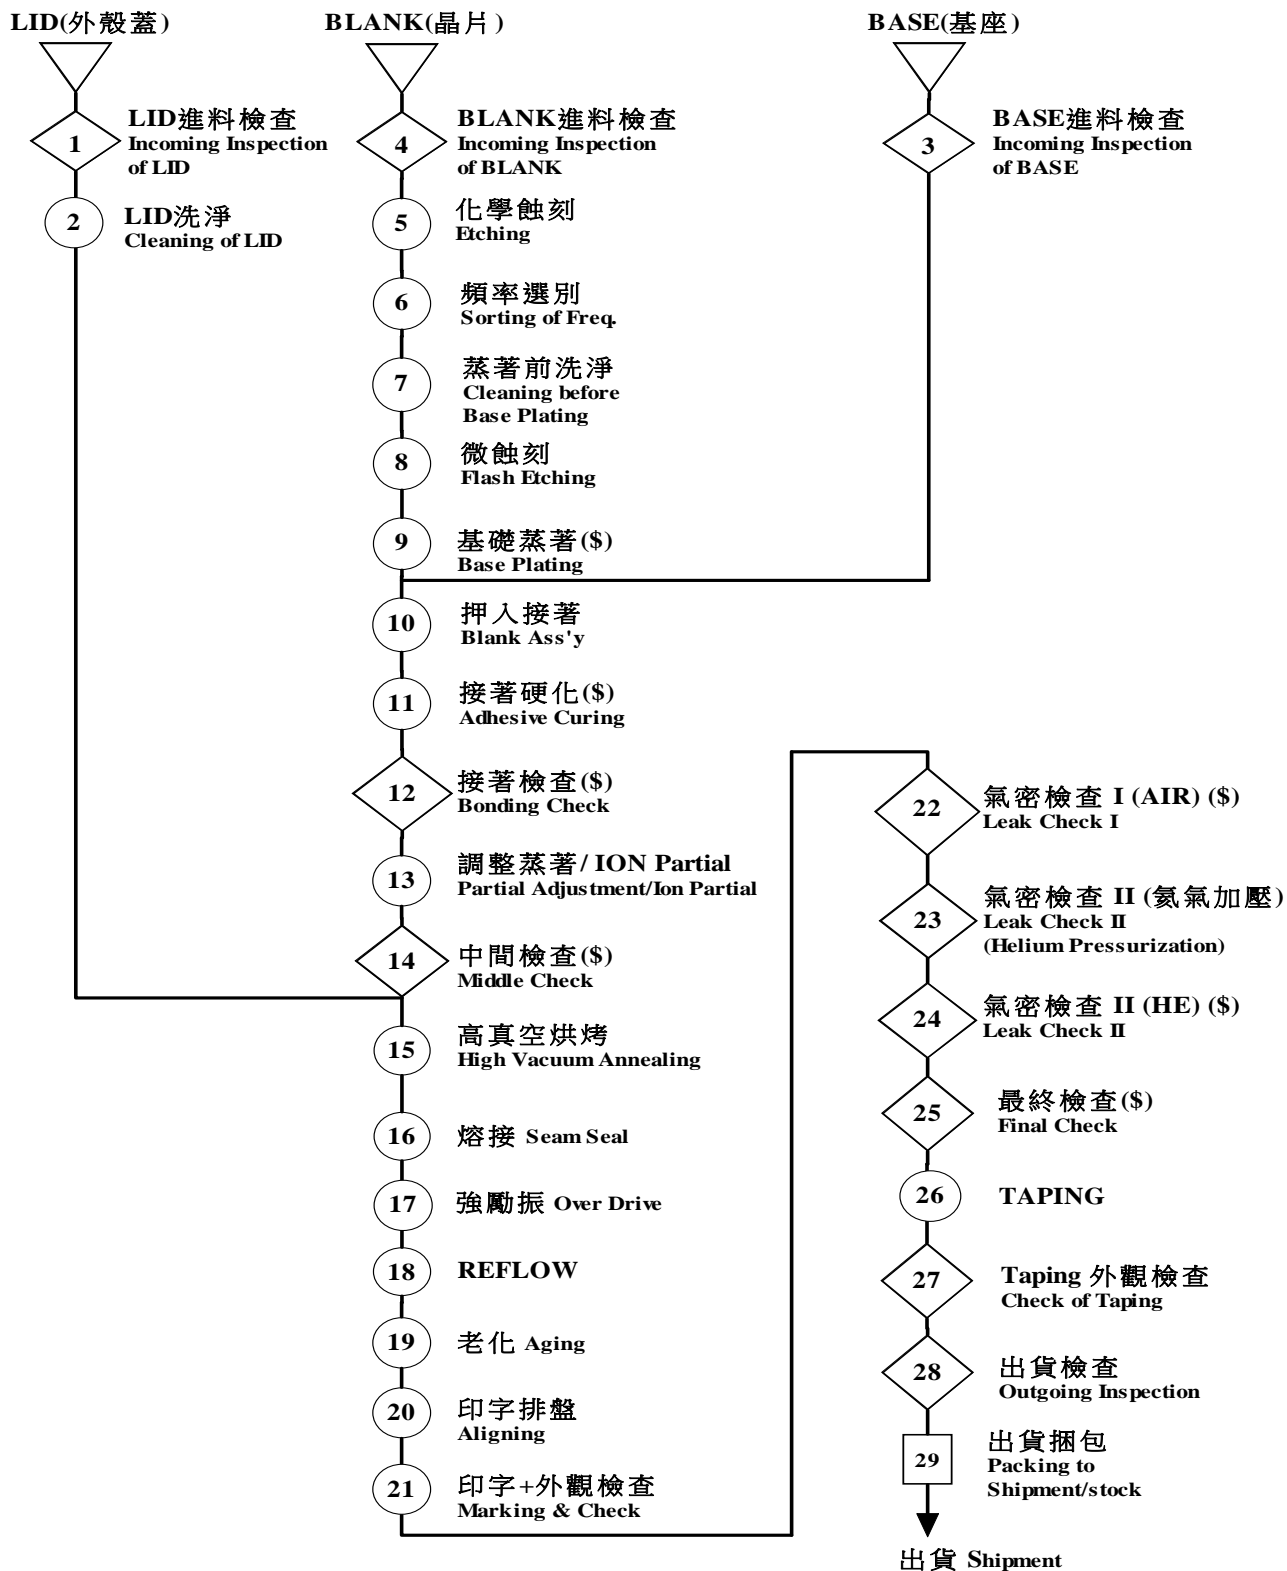 LID(外殼蓋)
1
LID進料檢查
Incoming Inspection
of LID
2
LID洗淨
Cleaning of LID
BLANK(晶片)
4
BLANK進料檢查
Incoming Inspection
of BLANK
5
化學蝕刻
Etching
6
頻率選別
Sorting of Freq.
7
蒸著前洗淨
Cleaning before
Base Plating
8
微蝕刻
Flash Etching
9
基礎蒸著($)
Base Plating
BASE(基座)
3
BASE進料檢查
Incoming Inspection
of BASE
10
押入接著
Blank Ass'y
11
接著硬化($)
Adhesive Curing
12
接著檢查($)
Bonding Check
13
調整蒸著/ ION Partial
Partial Adjustment/Ion Partial
14
中間檢查($)
Middle Check
15
高真空烘烤
High Vacuum Annealing
16
熔接 Seam Seal
17
強勵振 Over Drive
18
REFLOW
19
老化 Aging
20
印字排盤
Aligning
21
印字+外觀檢查
Marking & Check
22
氣密檢查 I (AIR) ($)
Leak Check I
23
氣密檢查 II (氦氣加壓)
Leak Check II
(Helium Pressurization)
24
氣密檢查 II (HE) ($)
Leak Check II
25
最終檢查($)
Final Check
26
TAPING
27
Taping 外觀檢查
Check of Taping
28
出貨檢查
Outgoing Inspection
29
出貨捆包
Packing to
Shipment/stock
出貨 Shipment